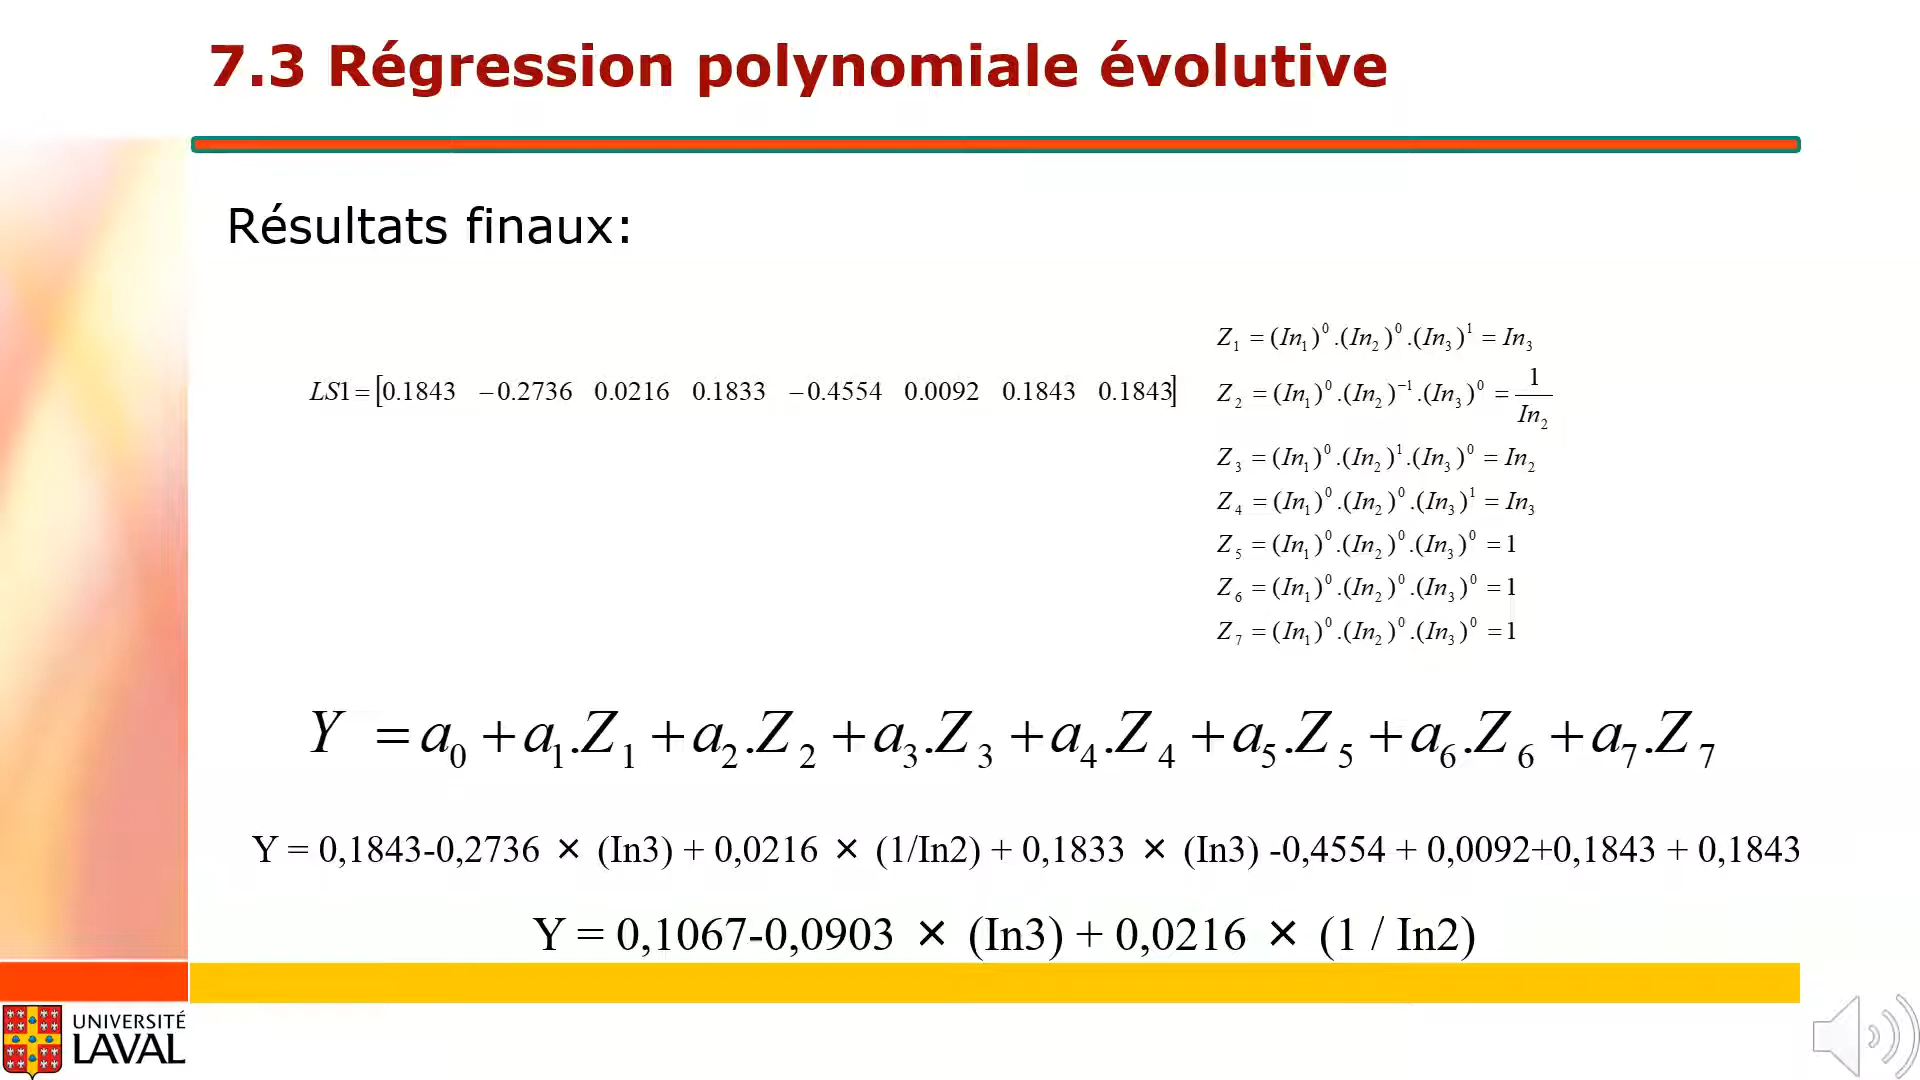 7.3 Régression polynomiale évolutive
Résultats finaux:
LS1 = [0.1843 −0.2736 0.0216 0.1833 −0.4554 0.0092 0.1843 0.1843]
Z₁ = (In₁)⁰.(In₂)⁰.(In₃)¹ = In₃
Z₂ = (In₁)⁰.(In₂)⁻¹.(In₃)⁰ = 1/In₂
Z₃ = (In₁)⁰.(In₂)¹.(In₃)⁰ = In₂
Z₄ = (In₁)⁰.(In₂)⁰.(In₃)¹ = In₃
Z₅ = (In₁)⁰.(In₂)⁰.(In₃)⁰ = 1
Z₆ = (In₁)⁰.(In₂)⁰.(In₃)⁰ = 1
Z₇ = (In₁)⁰.(In₂)⁰.(In₃)⁰ = 1
Y = a₀ + a₁.Z₁ + a₂.Z₂ + a₃.Z₃ + a₄.Z₄ + a₅.Z₅ + a₆.Z₆ + a₇.Z₇
Y = 0,1843-0,2736 × (In3) + 0,0216 × (1/In2) + 0,1833 × (In3) -0,4554 + 0,0092+0,1843 + 0,1843
Y = 0,1067-0,0903 × (In3) + 0,0216 × (1 / In2)
UNIVERSITÉ
LAVAL